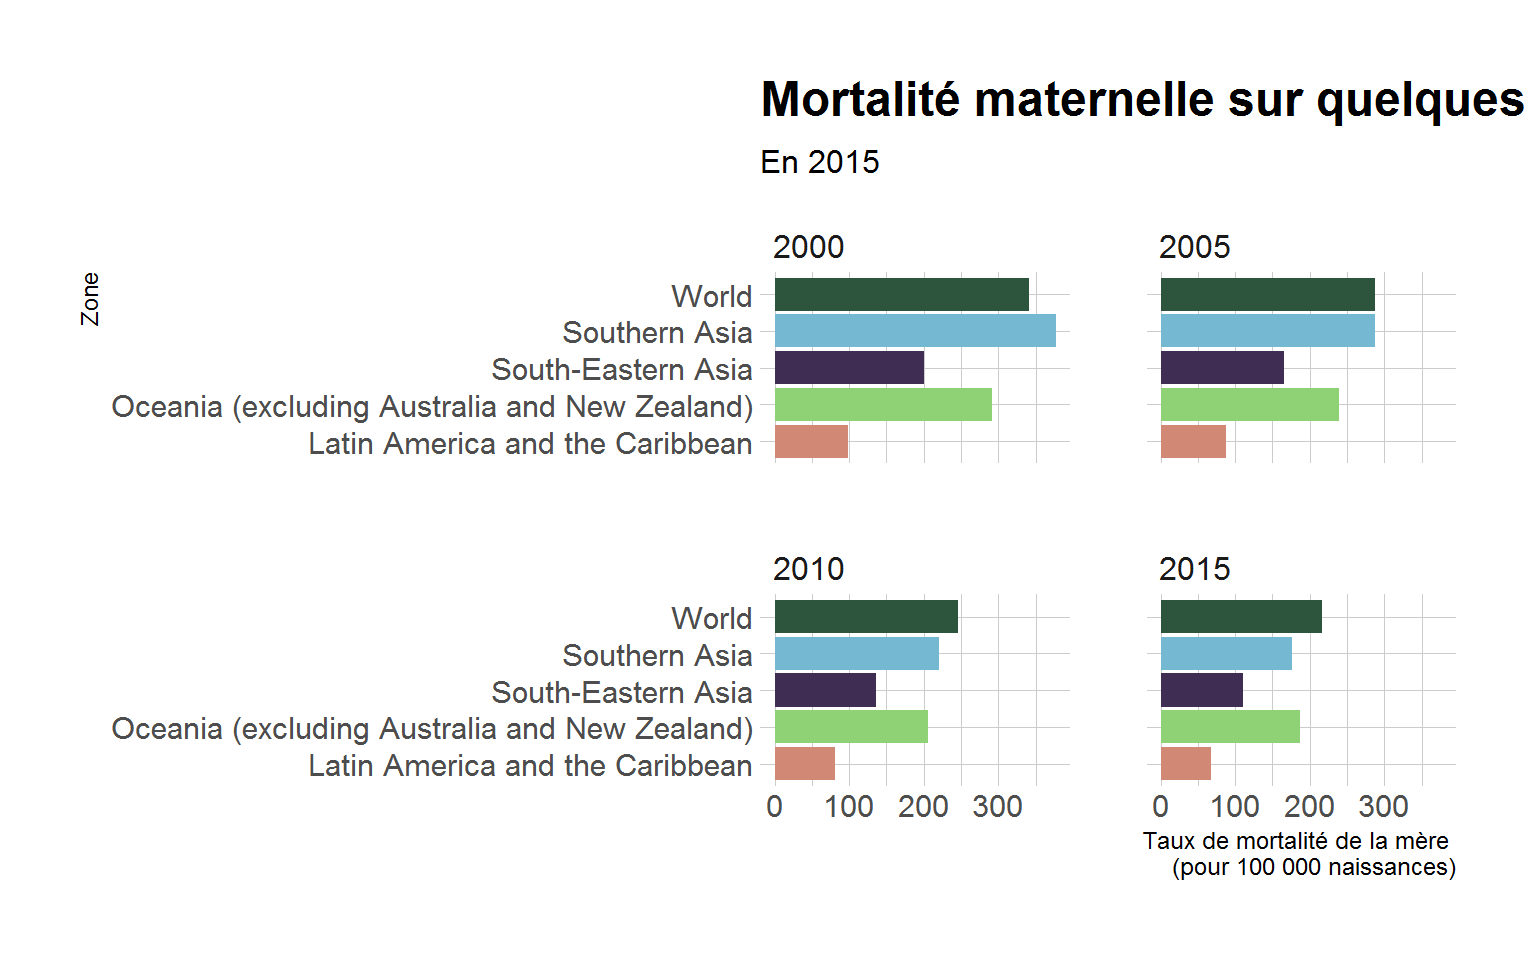 Mortalité maternelle sur quelques
En 2015
Zone
2000
2005
World
Southern Asia
South-Eastern Asia
Oceania (excluding Australia and New Zealand)
Latin America and the Caribbean
2010
2015
World
Southern Asia
South-Eastern Asia
Oceania (excluding Australia and New Zealand)
Latin America and the Caribbean
0 100 200 300
0 100 200 300
Taux de mortalité de la mère
(pour 100 000 naissances)